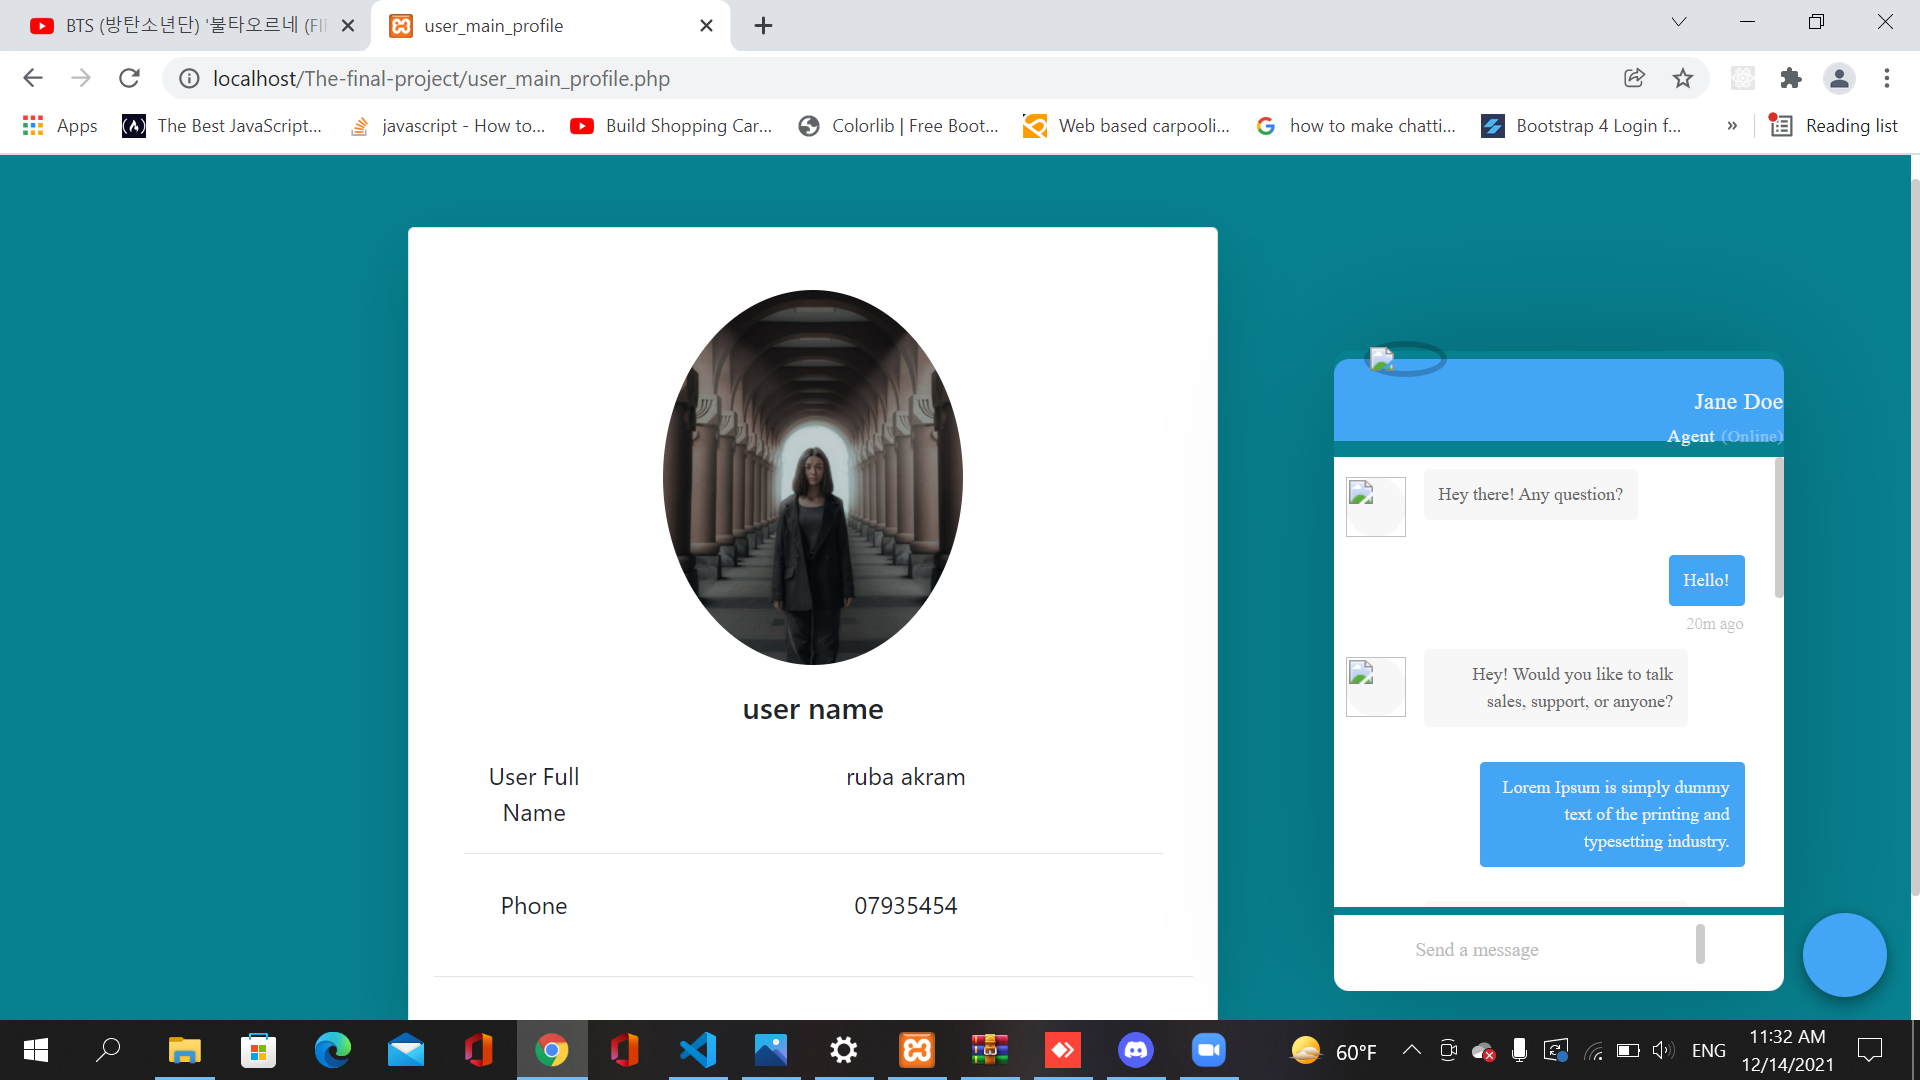 BTS (방탄소년단) '불타오르네 (FI
user_main_profile
localhost/The-final-project/user_main_profile.php
Apps
The Best JavaScript...
javascript - How to...
Build Shopping Car...
Colorlib | Free Boot...
Web based carpooli...
how to make chatti...
Bootstrap 4 Login f...
»
Reading list
user name
User Full
Name
ruba akram
Phone
07935454
Jane Doe
Agent (Online)
Hey there! Any question?
Hello!
20m ago
Hey! Would you like to talk
sales, support, or anyone?
Lorem Ipsum is simply dummy
text of the printing and
typesetting industry.
Send a message
60°F
ENG
11:32 AM
12/14/2021